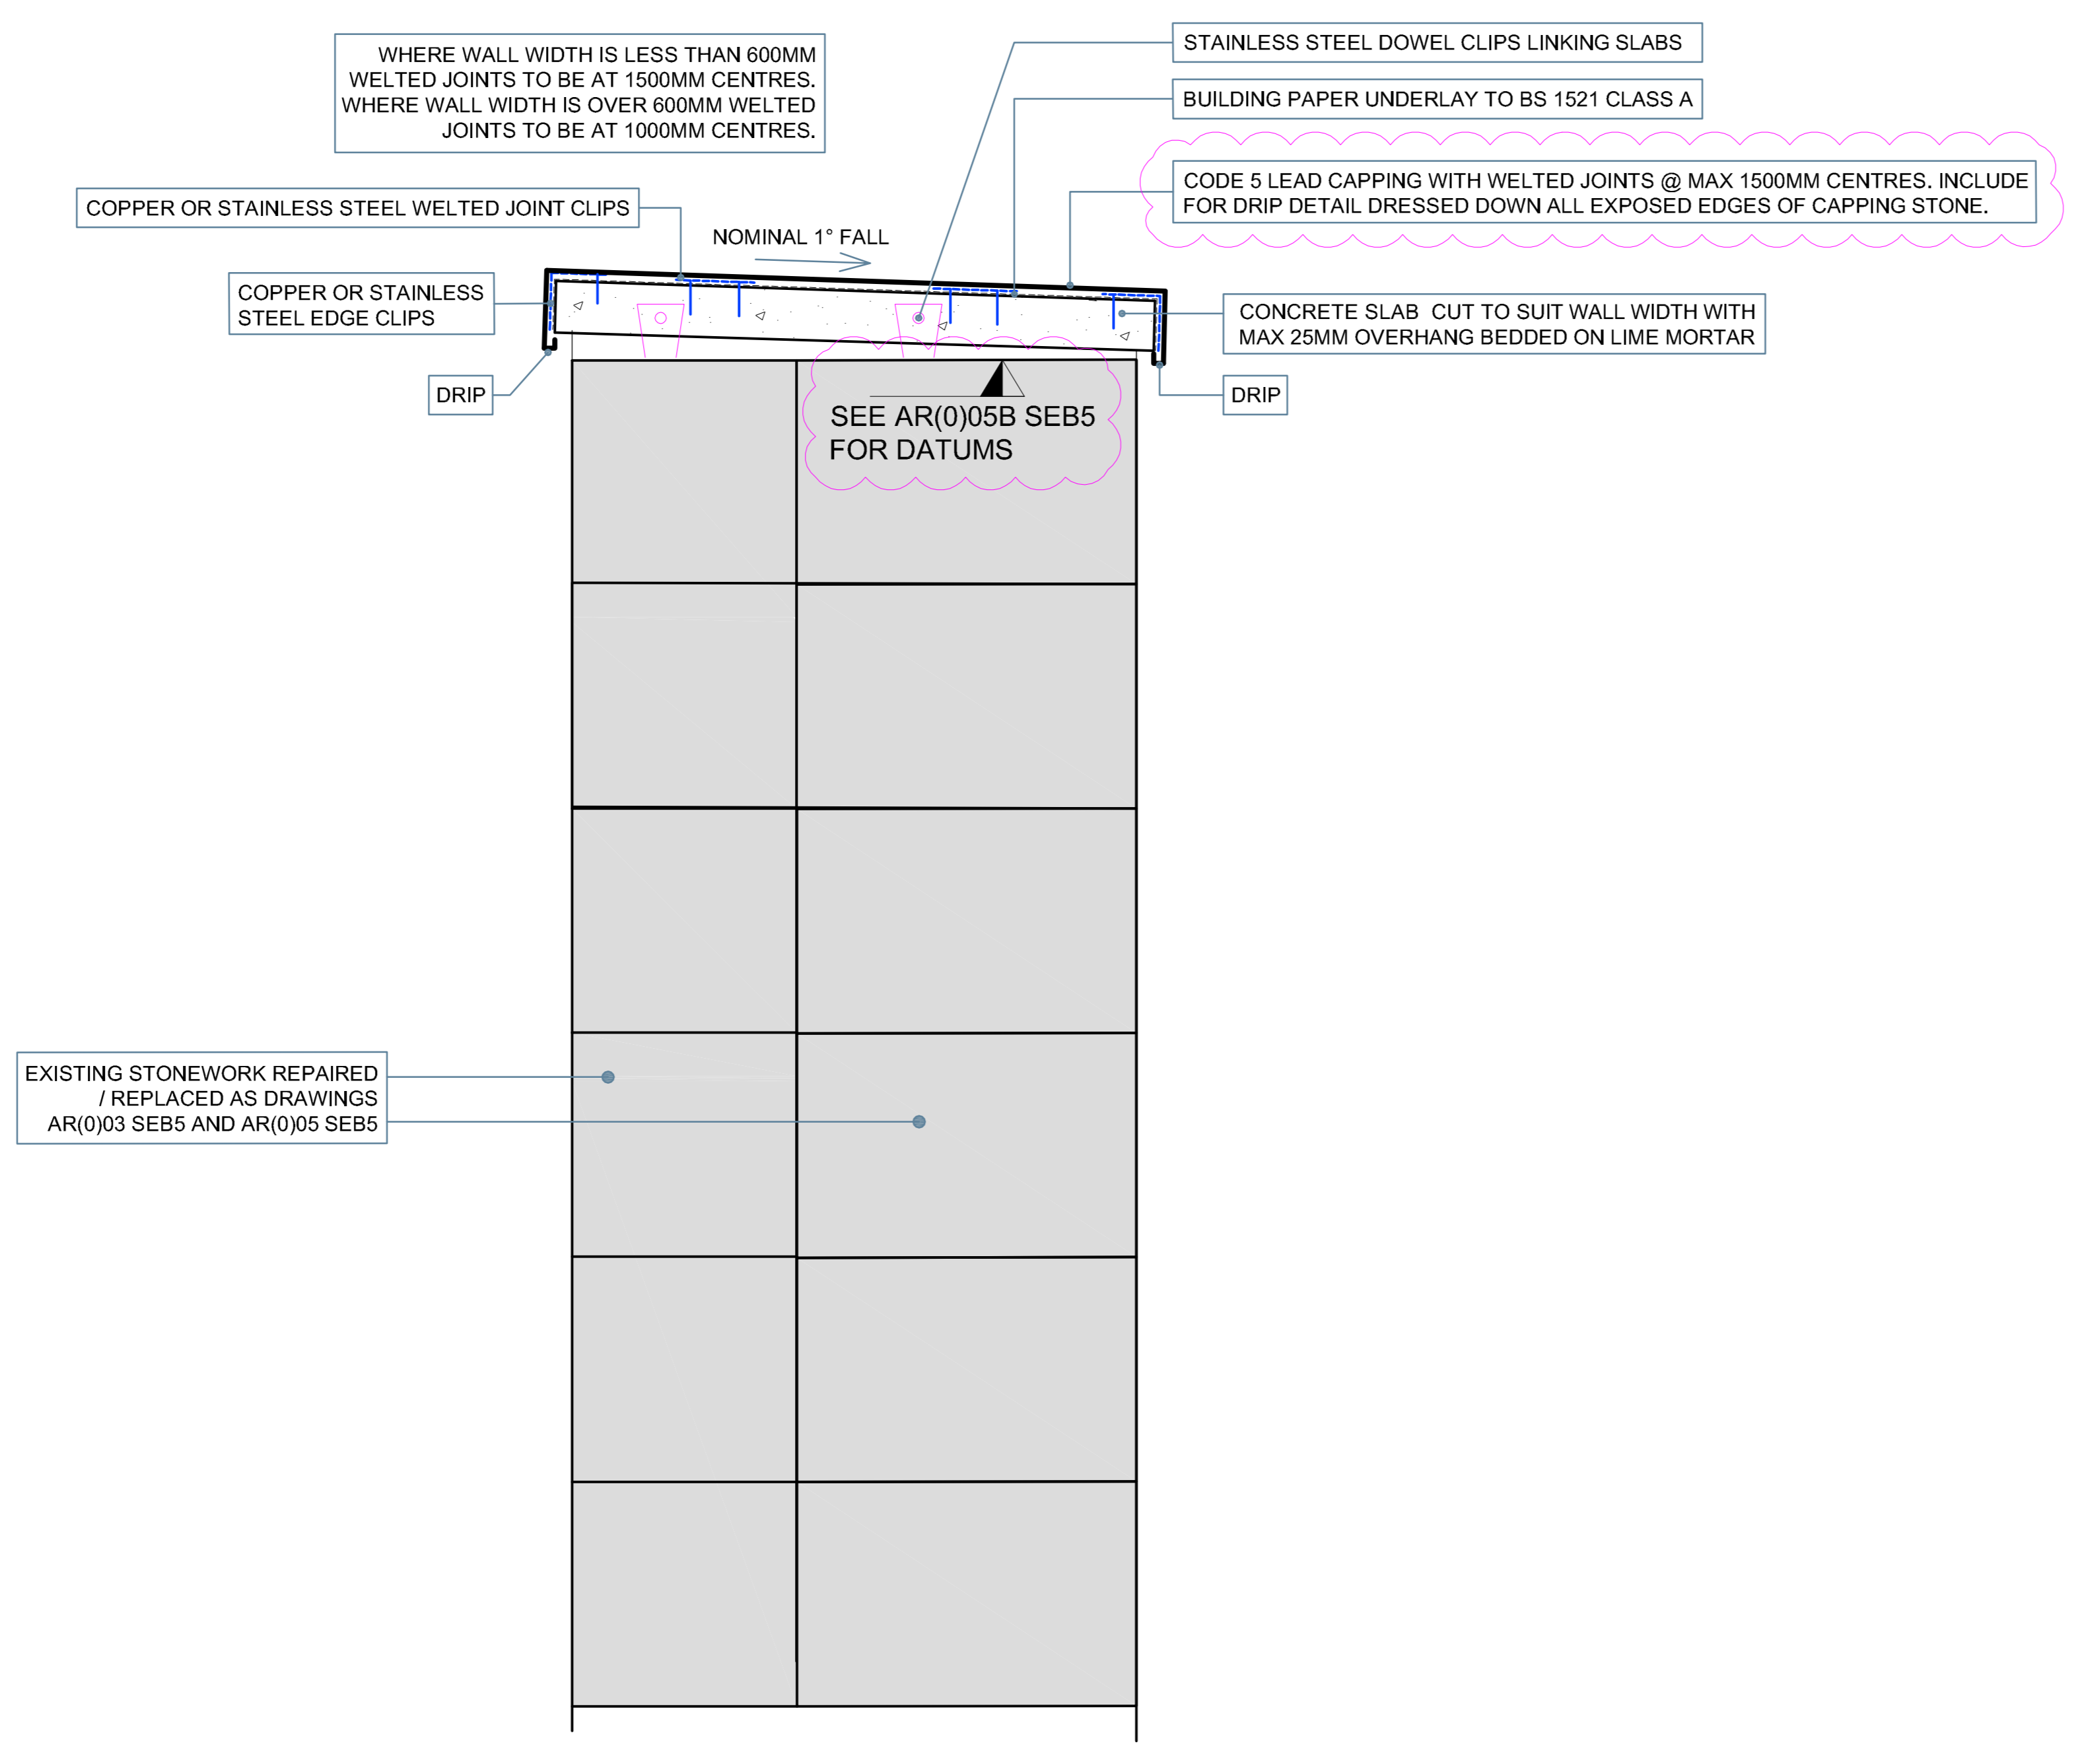 WHERE WALL WIDTH IS LESS THAN 600MM
WELTED JOINTS TO BE AT 1500MM CENTRES.
WHERE WALL WIDTH IS OVER 600MM WELTED
JOINTS TO BE AT 1000MM CENTRES.
STAINLESS STEEL DOWEL CLIPS LINKING SLABS
BUILDING PAPER UNDERLAY TO BS 1521 CLASS A
CODE 5 LEAD CAPPING WITH WELTED JOINTS @ MAX 1500MM CENTRES. INCLUDE
FOR DRIP DETAIL DRESSED DOWN ALL EXPOSED EDGES OF CAPPING STONE.
COPPER OR STAINLESS STEEL WELTED JOINT CLIPS
NOMINAL 1° FALL
COPPER OR STAINLESS
STEEL EDGE CLIPS
CONCRETE SLAB CUT TO SUIT WALL WIDTH WITH
MAX 25MM OVERHANG BEDDED ON LIME MORTAR
DRIP
DRIP
SEE AR(0)05B SEB5
FOR DATUMS
EXISTING STONEWORK REPAIRED
/ REPLACED AS DRAWINGS
AR(0)03 SEB5 AND AR(0)05 SEB5